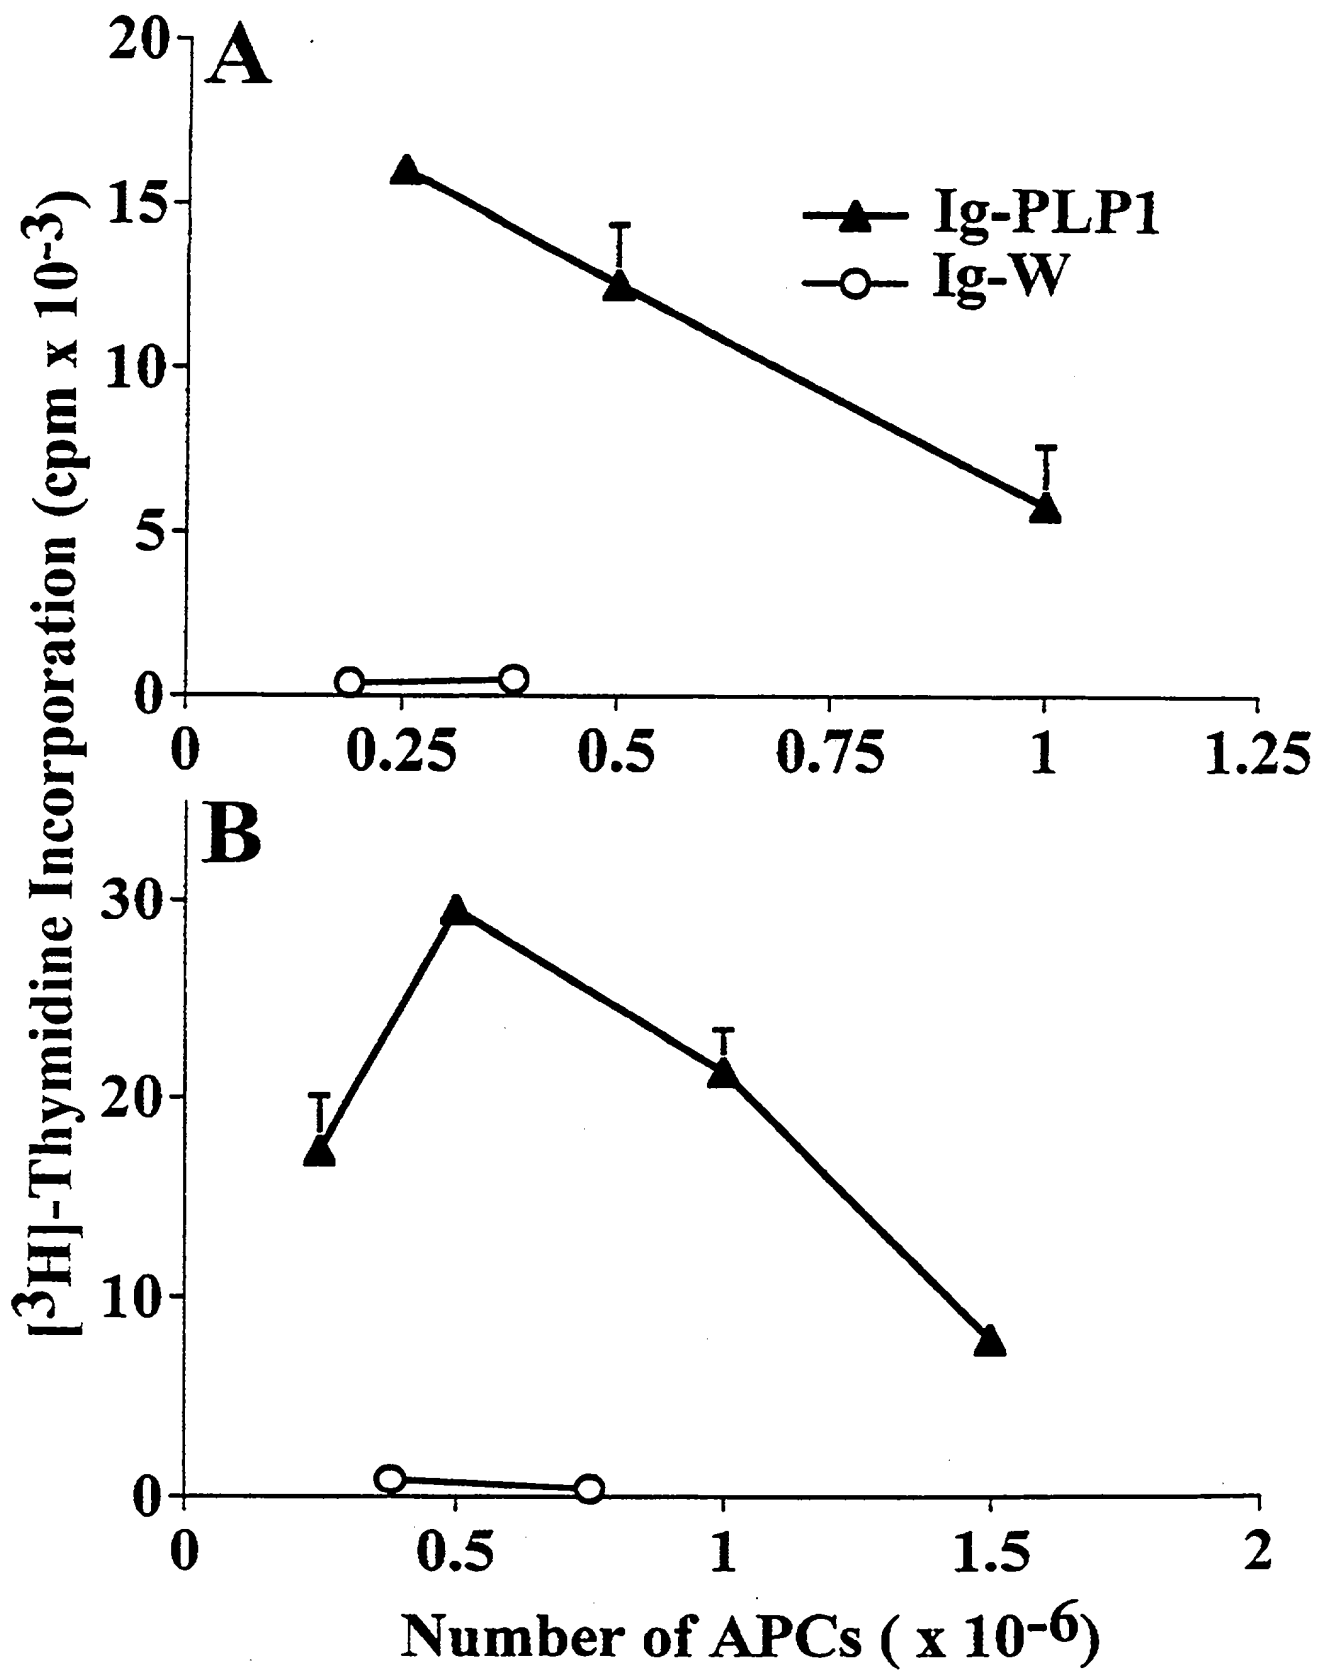 A
20
15
10
5
0
Ig-PLP1
Ig-W
0 0.25 0.5 0.75 1 1.25
[³H]-Thymidine Incorporation (cpm x 10⁻³)
B
30
20
10
0
0 0.5 1 1.5 2
Number of APCs ( x 10⁻⁶)